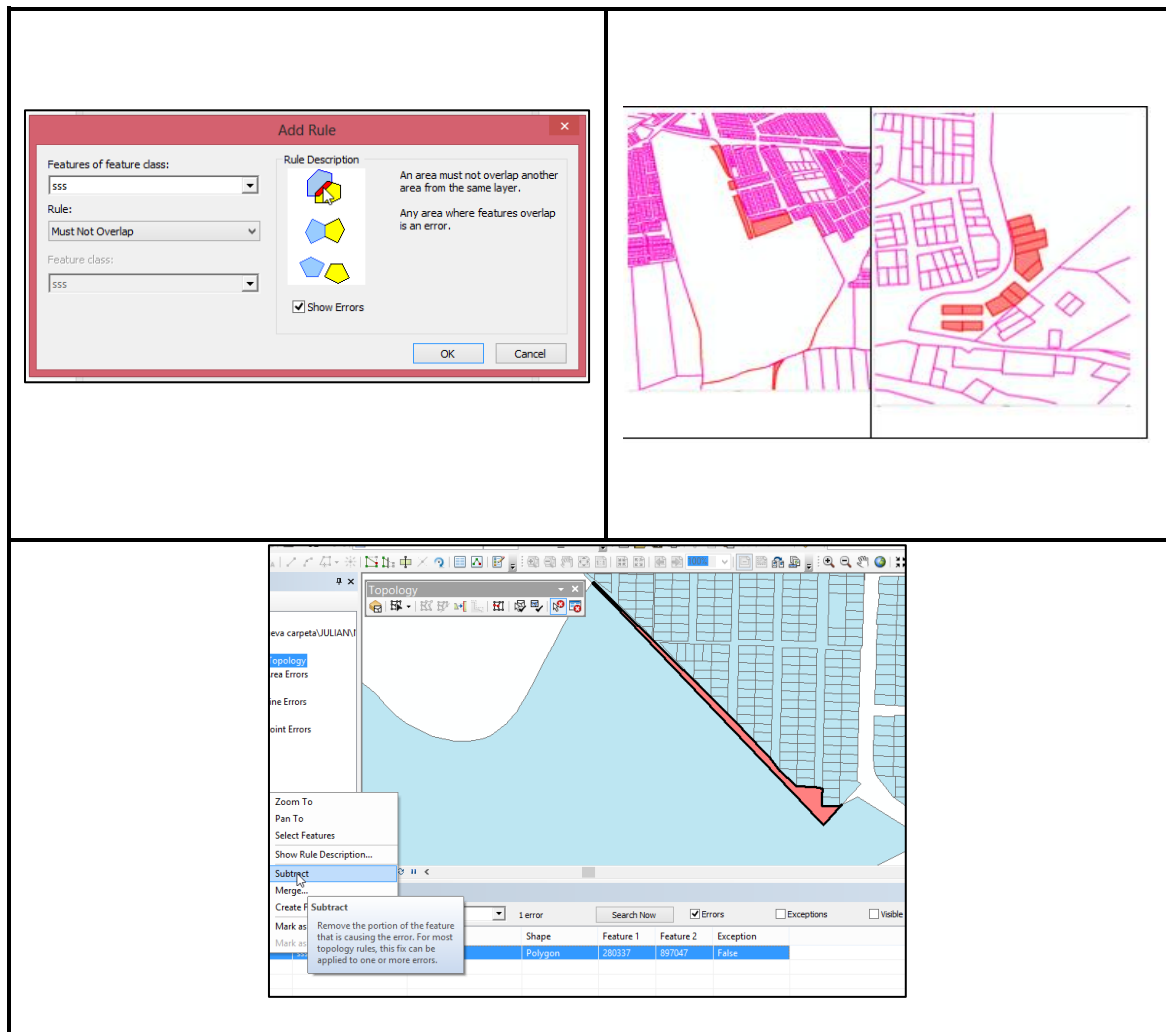 Add Rule
Features of feature class:
sss
Rule:
Must Not Overlap
Feature class:
sss
Rule Description
An area must not overlap another
area from the same layer.
Any area where features overlap
is an error.
Show Errors
OK
Cancel
Topology
eva carpeta\JULIAN\
Topology
rea Errors
ine Errors
oint Errors
Zoom To
Pan To
Select Features
Show Rule Description...
Subtract
Merge...
Create F
Mark as
Mark as
Subtract
Remove the portion of the feature
that is causing the error. For most
topology rules, this fix can be
applied to one or more errors.
1 error
Search Now
Errors
Exceptions
Visible
Shape
Feature 1
Feature 2
Exception
Polygon
280337
897047
False